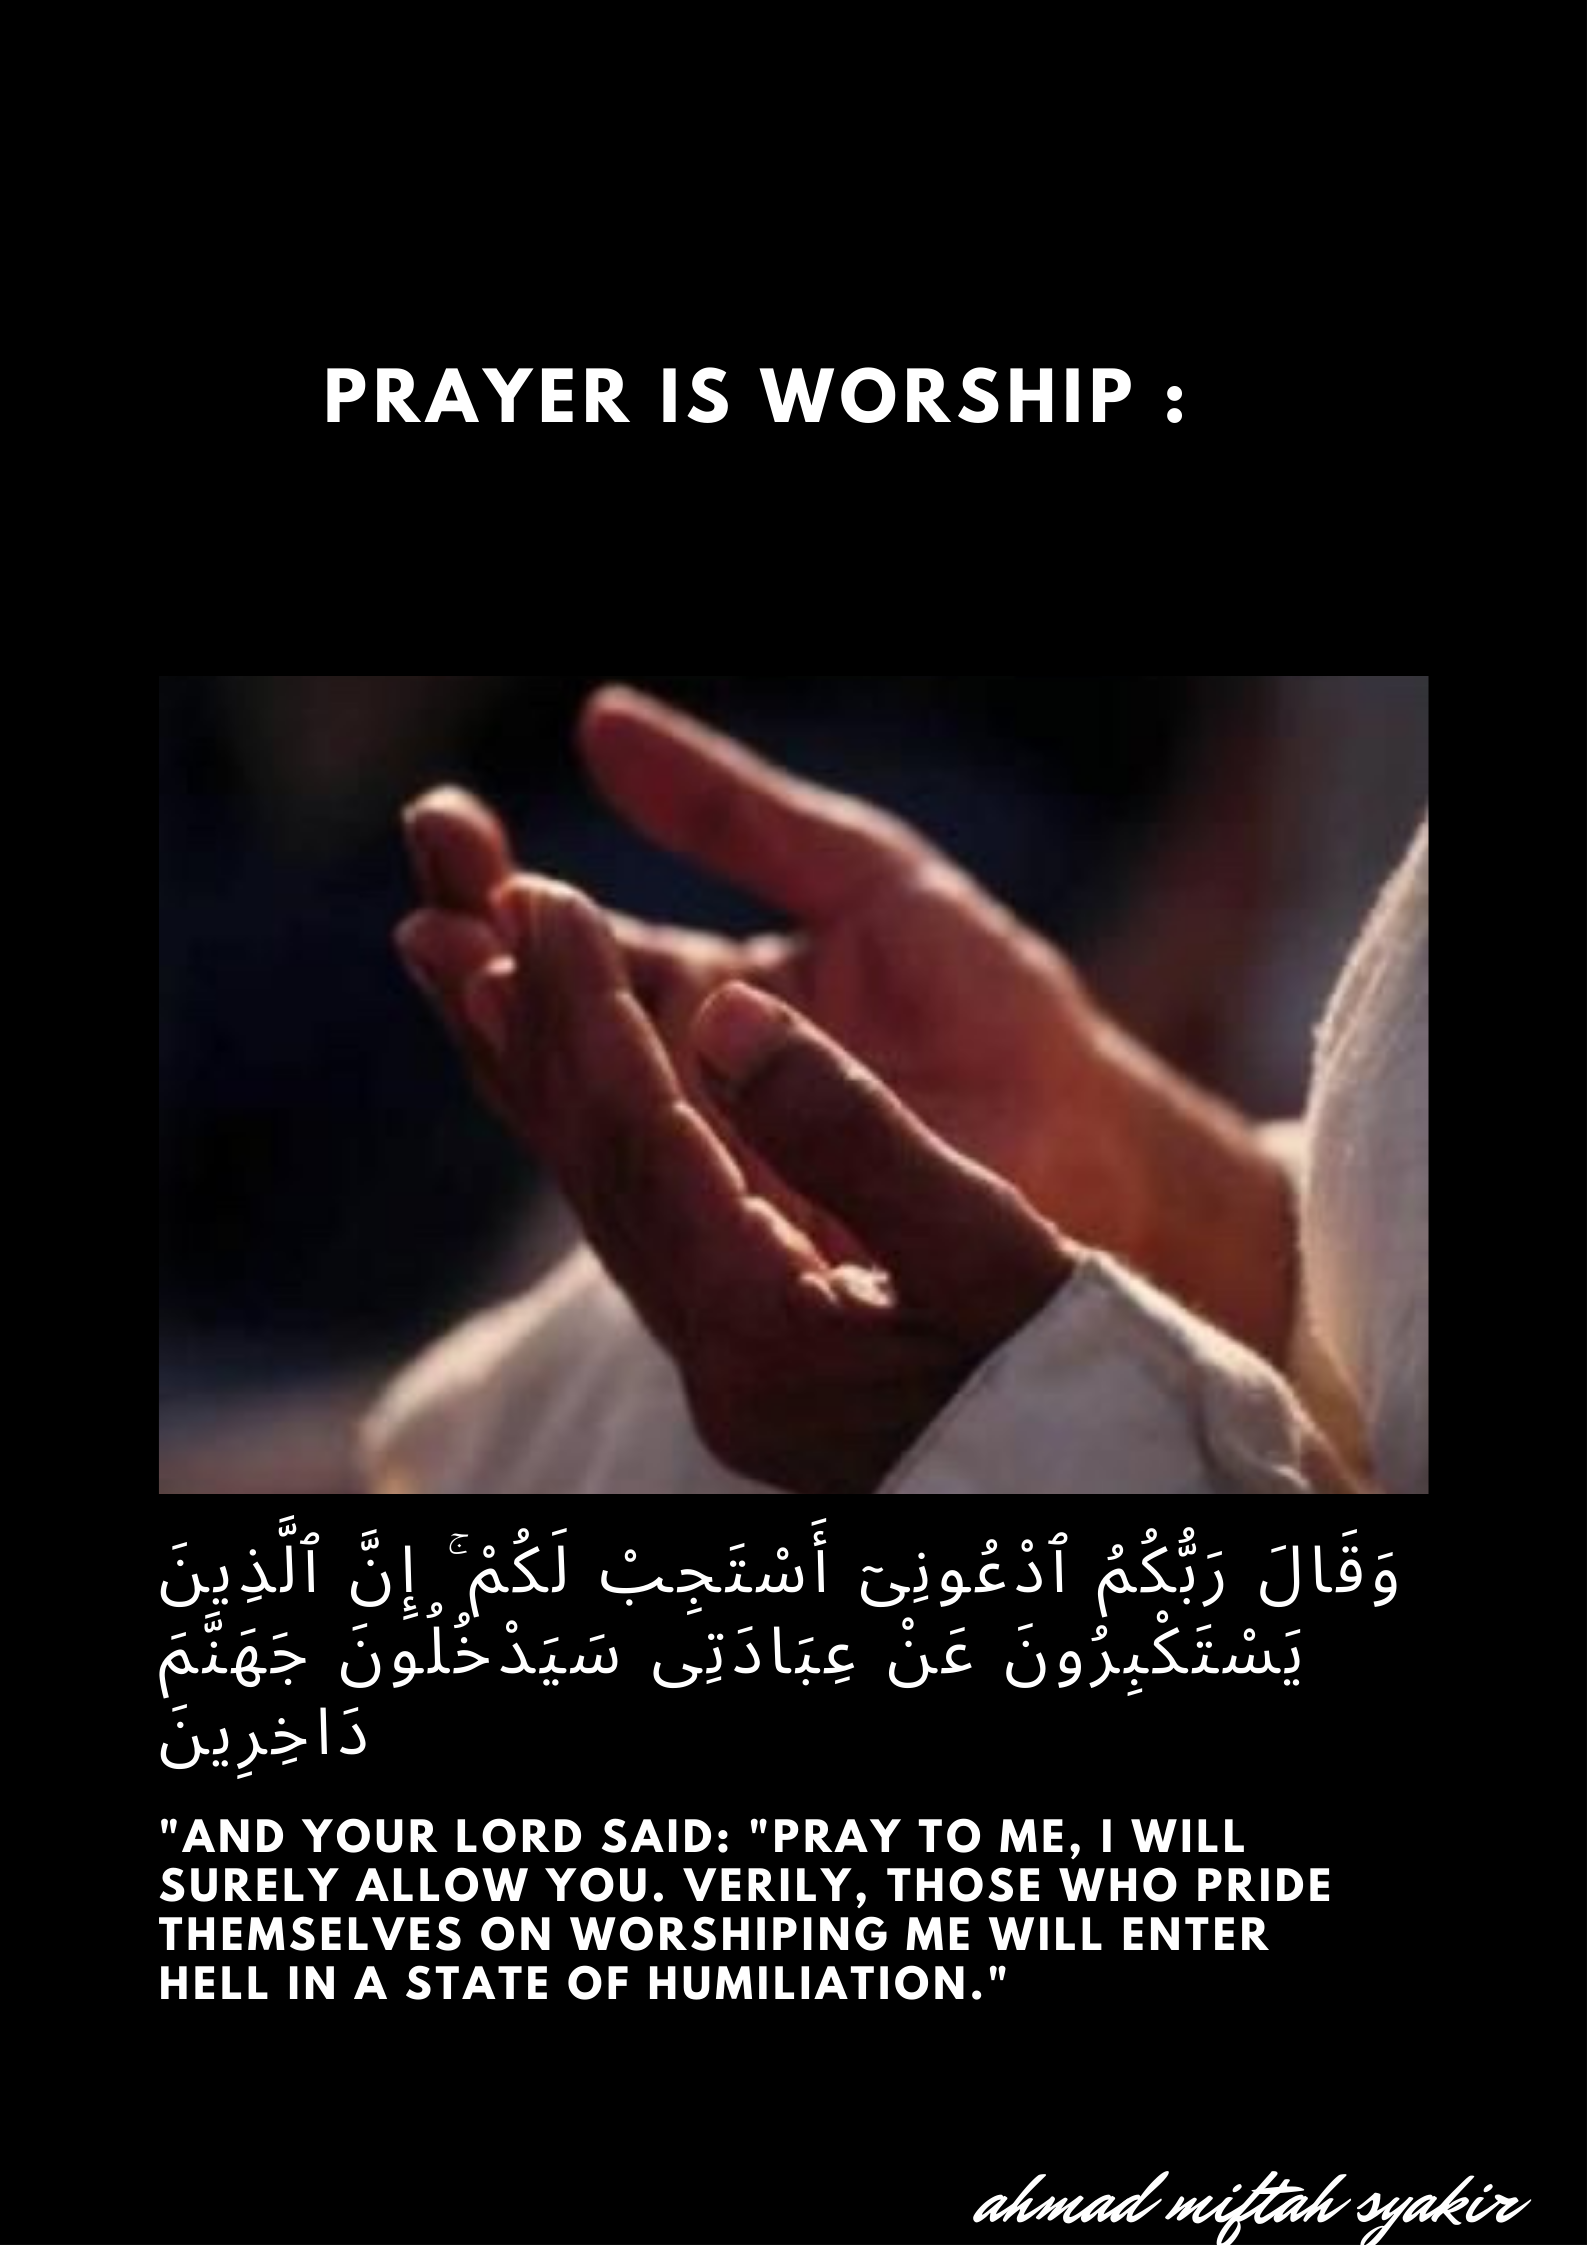 PRAYER IS WORSHIP :
وَقَالَ رَبُّكُمُ ٱدْعُونِىٓ أَسْتَجِبْ لَكُمْ ۚ إِنَّ ٱلَّذِينَ
يَسْتَكْبِرُونَ عَنْ عِبَادَتِى سَيَدْخُلُونَ جَهَنَّمَ
دَاخِرِينَ
"AND YOUR LORD SAID: "PRAY TO ME, I WILL
SURELY ALLOW YOU. VERILY, THOSE WHO PRIDE
THEMSELVES ON WORSHIPING ME WILL ENTER
HELL IN A STATE OF HUMILIATION."
ahmad miftah syakir